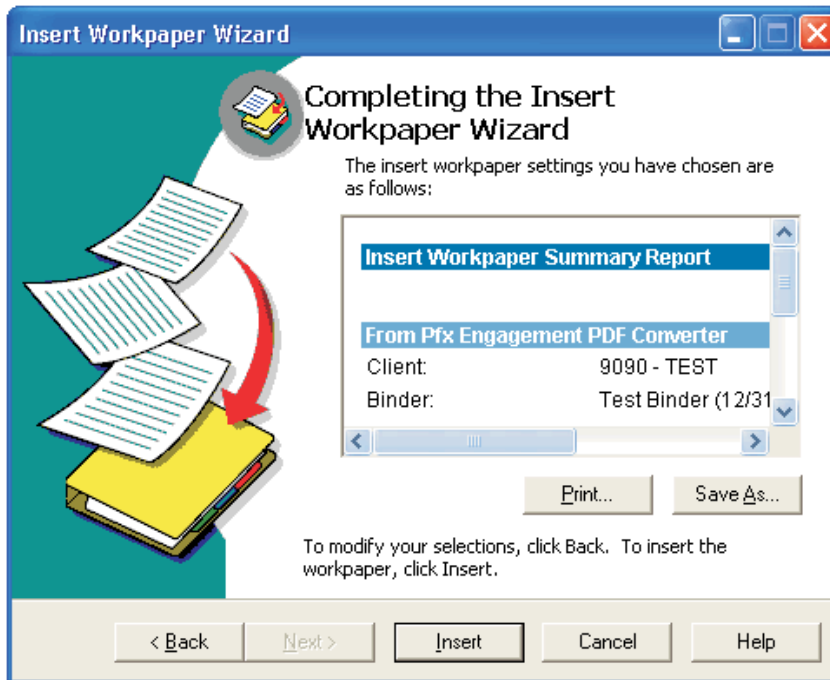 Insert Workpaper Wizard
Completing the Insert
Workpaper Wizard
The insert workpaper settings you have chosen are
as follows:
Insert Workpaper Summary Report
From Pfx Engagement PDF Converter
Client: 9090 - TEST
Binder: Test Binder (12/31
Print... Save As...
To modify your selections, click Back. To insert the
workpaper, click Insert.
< Back Next > Insert Cancel Help